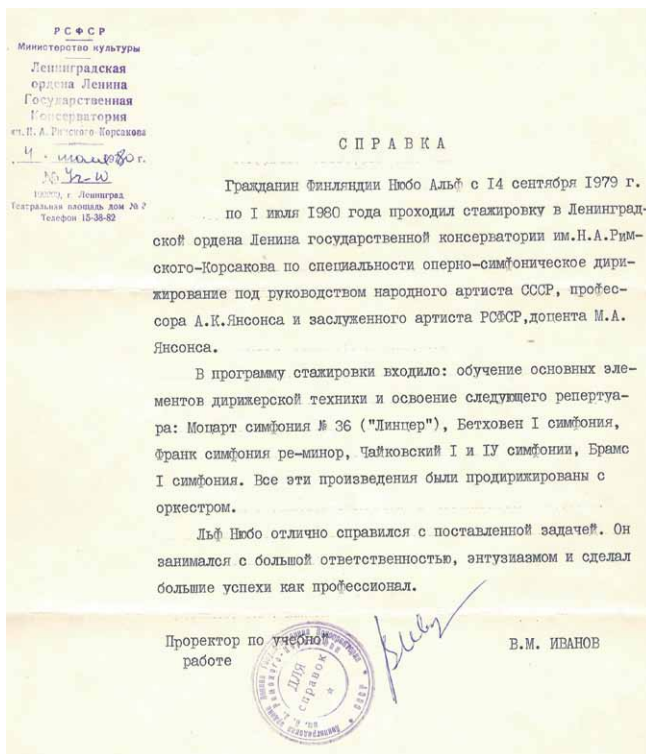 РСФСР
Министерство культуры
Ленинградская
ордена Ленина
Государственная
Консерватория
им. Н. А. Римского-Корсакова
4 80 г.
№
г. Ленинград
Театральная площадь дом № 2
Телефон 15-38-82
СПРАВКА
Гражданин Финляндии Нюбо Альф с 14 сентября 1979 г.
по I июля 1980 года проходил стажировку в Ленинград-
ской ордена Ленина государственной консерватории им.Н.А.Рим-
ского-Корсакова по специальности оперно-симфоническое дири-
жирование под руководством народного артиста СССР, профес-
сора А.К.Янсонса и заслуженного артиста РСФСР,доцента М.А.
Янсонса.
В программу стажировки входило: обучение основных эле-
ментов дирижерской техники и освоение следующего репертуа-
ра: Моцарт симфония № 36 ("Линцер"), Бетховен I симфония,
Франк симфония ре-минор, Чайковский I и IУ симфонии, Брамс
I симфония. Все эти произведения были продирижированы с
оркестром.
Льф Нюбо отлично справился с поставленной задачей. Он
занимался с большой ответственностью, энтузиазмом и сделал
большие успехи как профессионал.
Проректор по учебной
работе
В.М. ИВАНОВ
ДЛЯ
справок